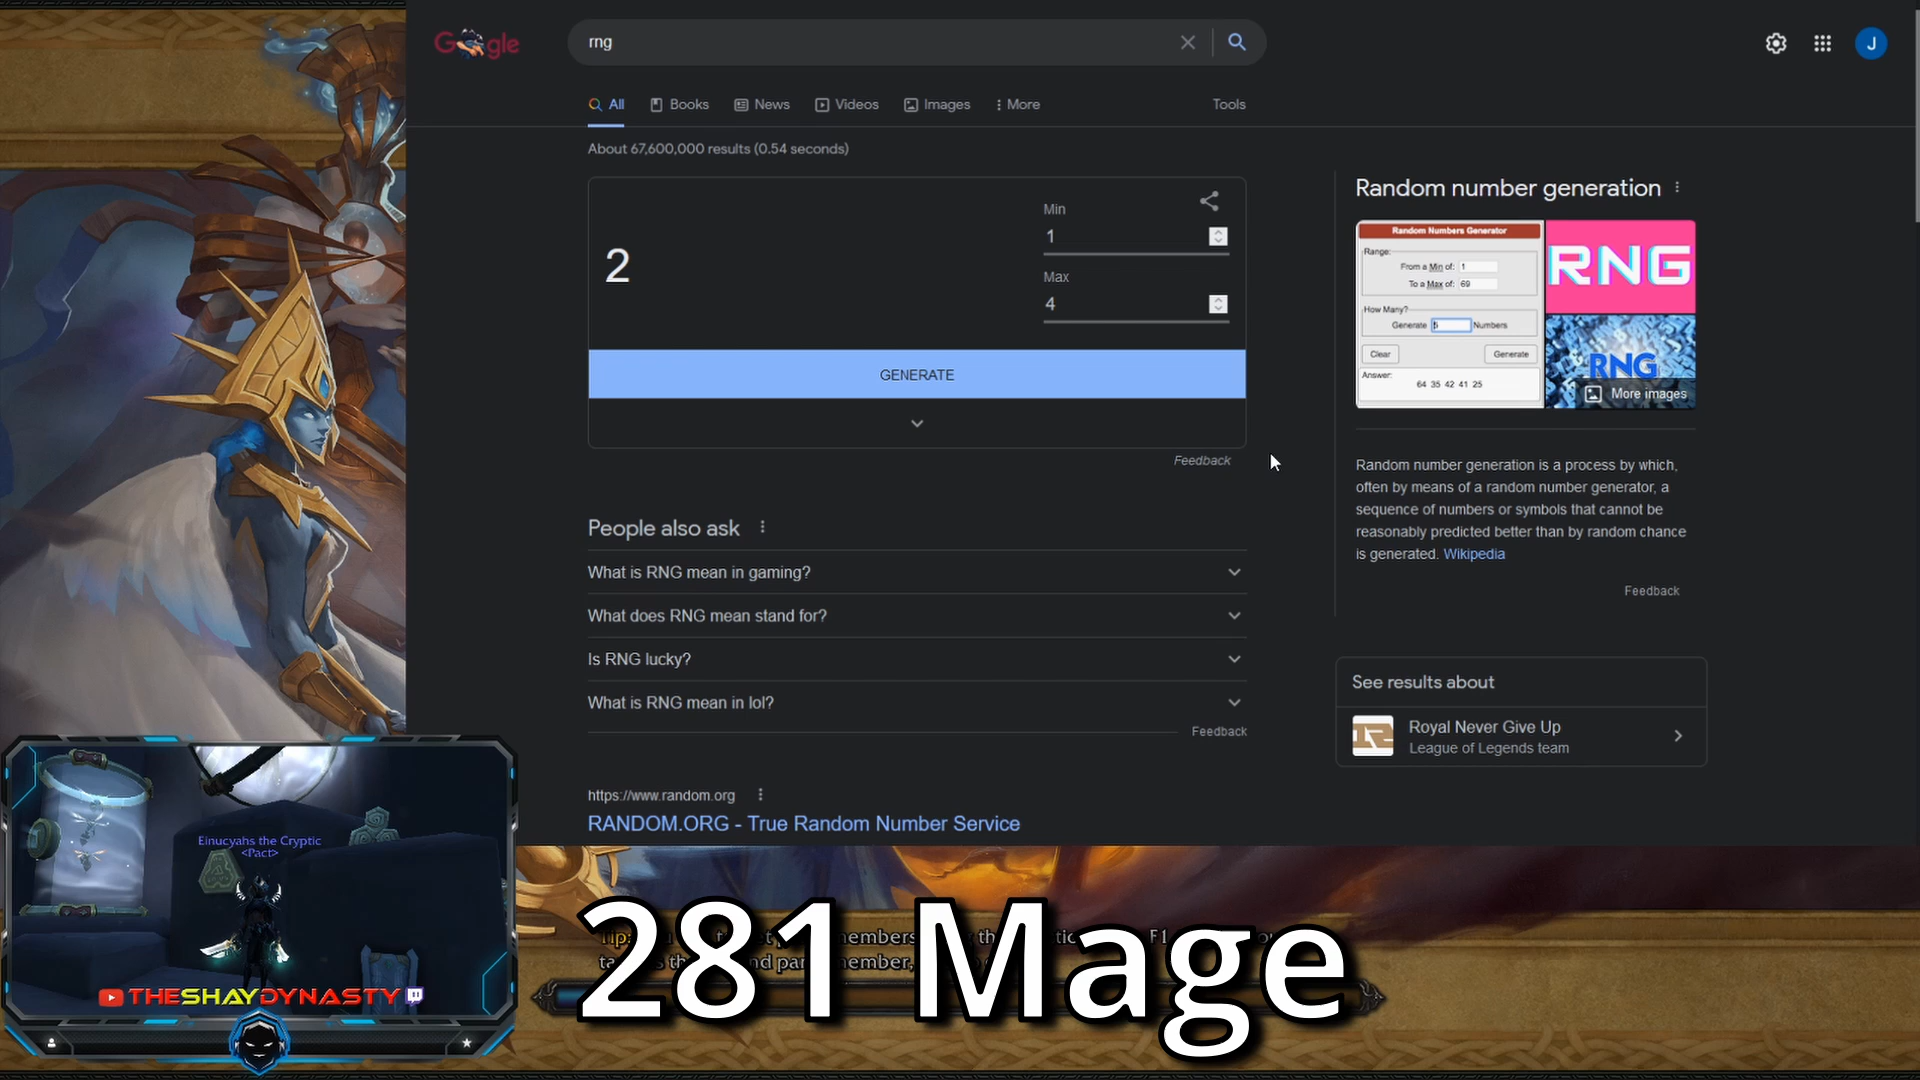 Google
rng
All
Books
News
Videos
Images
More
Tools
J
About 67,600,000 results (0.54 seconds)
2
Min
1
Max
4
GENERATE
Feedback
People also ask
What is RNG mean in gaming?
What does RNG mean stand for?
Is RNG lucky?
What is RNG mean in lol?
Feedback
https://www.random.org
RANDOM.ORG - True Random Number Service
Random number generation
Random Numbers Generator
Range:
From a Min of: 1
To a Max of: 69
How Many?
Generate 5 Numbers
Clear
Generate
Answer:
64 35 42 41 25
RNG
RNG
More images
Random number generation is a process by which,
often by means of a random number generator, a
sequence of numbers or symbols that cannot be
reasonably predicted better than by random chance
is generated. Wikipedia
Feedback
See results about
Royal Never Give Up
League of Legends team
Einucyahs the Cryptic
<Pact>
THESHAYDYNASTY
Tip:
281 Mage